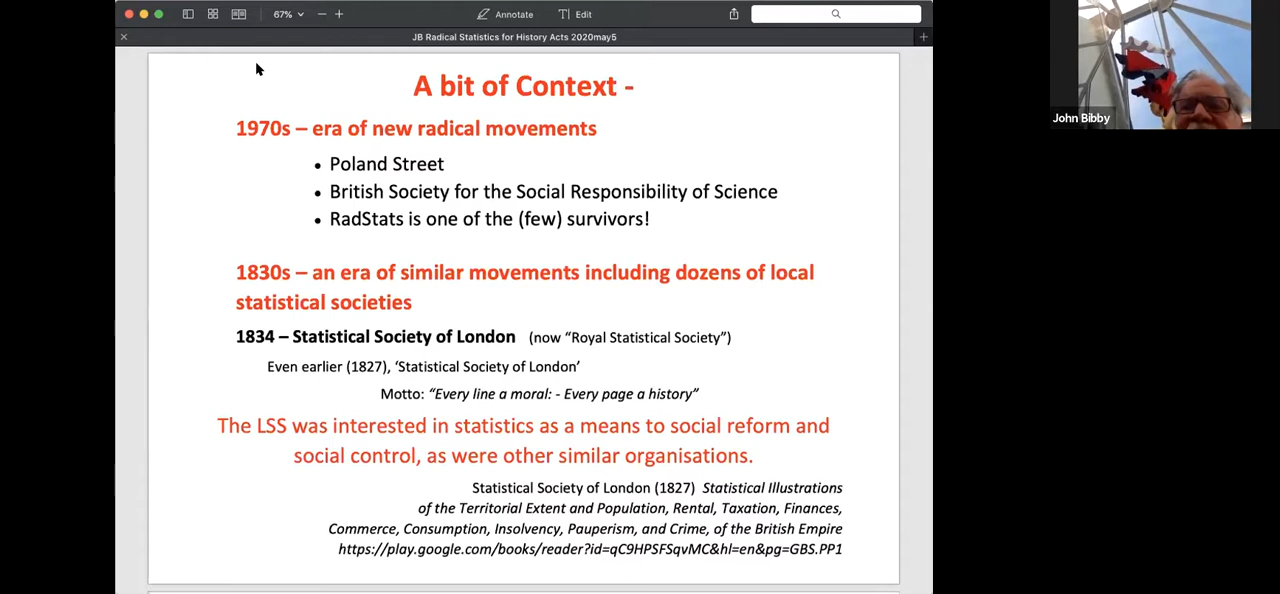 67%
Annotate
Edit
JB Radical Statistics for History Acts 2020may5
A bit of Context -
1970s – era of new radical movements
• Poland Street
• British Society for the Social Responsibility of Science
• RadStats is one of the (few) survivors!
1830s – an era of similar movements including dozens of local
statistical societies
1834 – Statistical Society of London (now “Royal Statistical Society”)
Even earlier (1827), ‘Statistical Society of London’
Motto: “Every line a moral: - Every page a history”
The LSS was interested in statistics as a means to social reform and
social control, as were other similar organisations.
Statistical Society of London (1827) Statistical Illustrations
of the Territorial Extent and Population, Rental, Taxation, Finances,
Commerce, Consumption, Insolvency, Pauperism, and Crime, of the British Empire
https://play.google.com/books/reader?id=qC9HPSFSqvMC&hl=en&pg=GBS.PP1
John Bibby